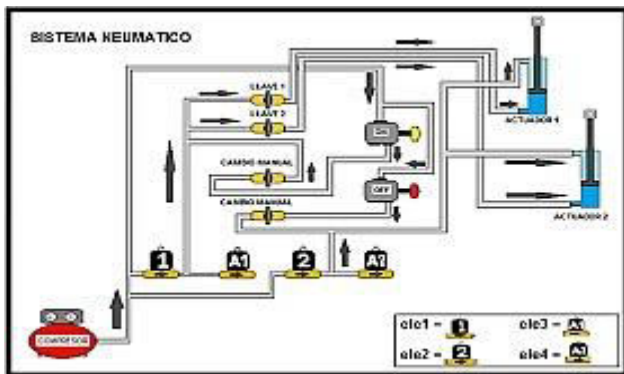 SISTEMA NEUMATICO
LLAVE 1
LLAVE 2
ON
ACTUADOR 1
CAMBIO MANUAL
OFF
CAMBIO MANUAL
ACTUADOR 2
1
A1
2
A2
COMPRESOR
ele1 = 1
ele3 = A1
ele2 = 2
ele4 = A2